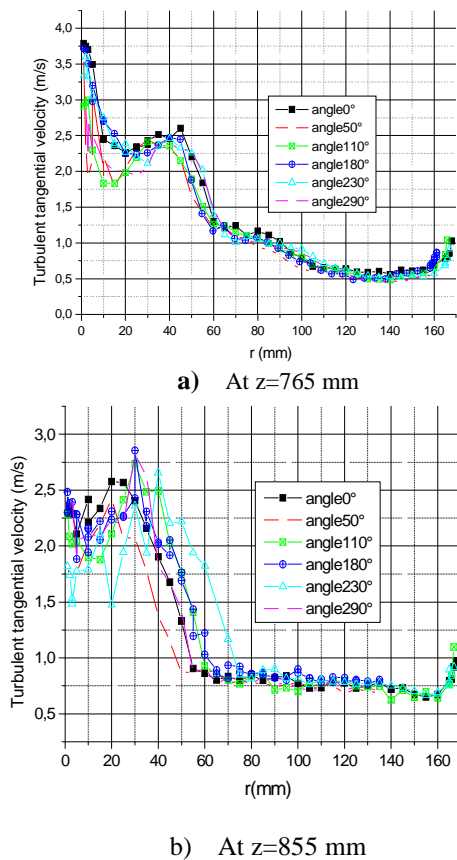 4,0
3,5
3,0
2,5
2,0
1,5
1,0
0,5
0,0
Turbulent tangential velocity (m/s)
angle0°
angle50°
angle110°
angle180°
angle230°
angle290°
0 20 40 60 80 100 120 140 160
r (mm)
a) At z=765 mm
3,0
2,5
2,0
1,5
1,0
0,5
Turbulent tangential velocity (m/s)
angle0°
angle50°
angle110°
angle180°
angle230°
angle290°
0 20 40 60 80 100 120 140 160
r(mm)
b) At z=855 mm